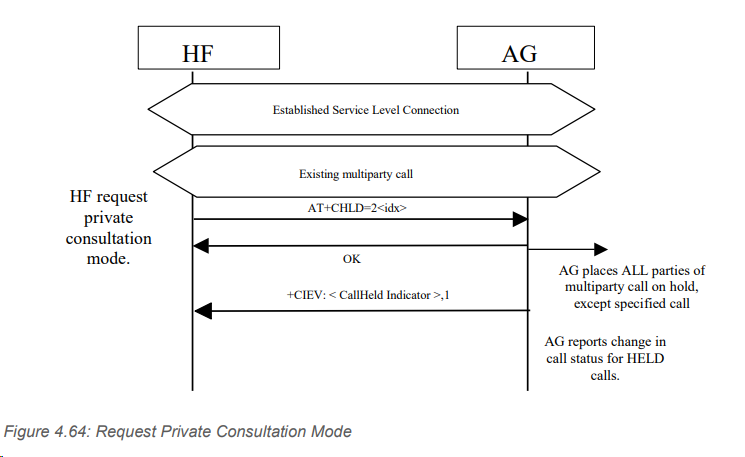 HF
AG
Established Service Level Connection
Existing multiparty call
HF request
private
consultation
mode.
AT+CHLD=2<idx>
OK
AG places ALL parties of
multiparty call on hold,
except specified call
+CIEV: < CallHeld Indicator >,1
AG reports change in
call status for HELD
calls.
Figure 4.64: Request Private Consultation Mode